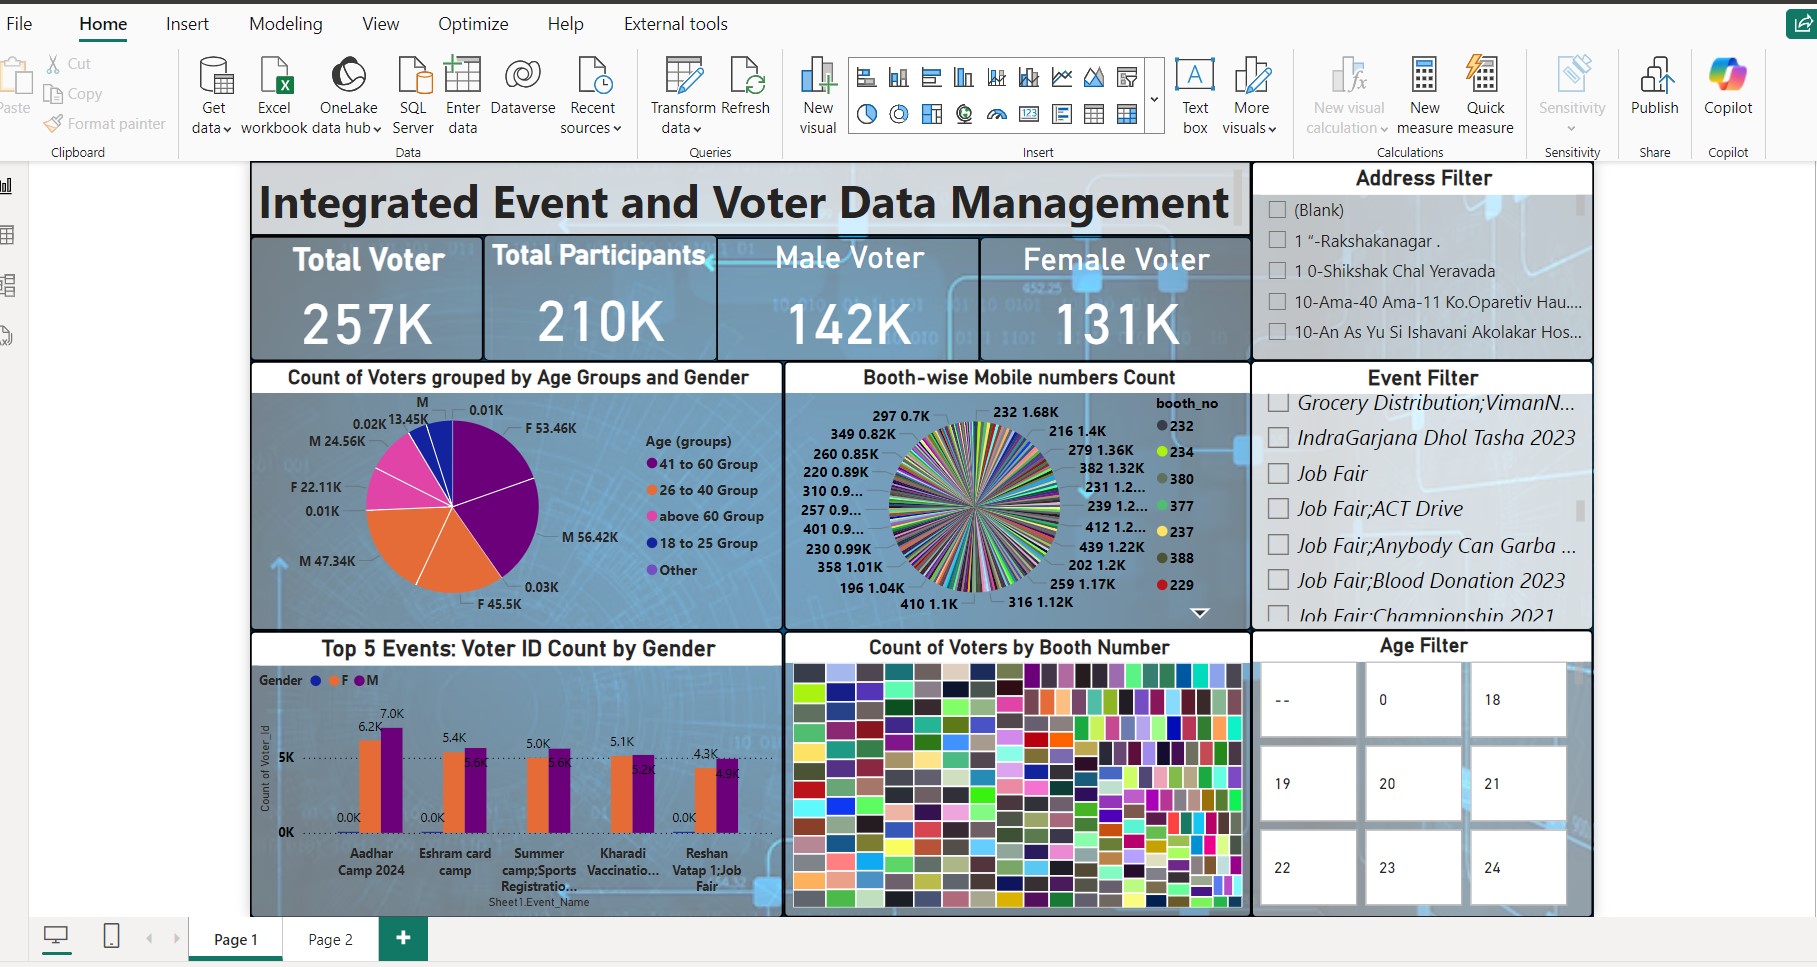 File Home Insert Modeling View Optimize Help External tools
Paste
Cut
Copy
Format painter
Clipboard
Get data
Excel workbook
OneLake data hub
SQL Server
Enter data
Dataverse
Recent sources
Data
Transform data
Refresh
Queries
New visual
Text box
More visuals
Insert
New visual calculation
New measure
Quick measure
Calculations
Sensitivity
Sensitivity
Publish
Share
Copilot
Copilot
Integrated Event and Voter Data Management
Total Voter
257K
Total Participants
210K
Male Voter
142K
Female Voter
131K
Address Filter
(Blank)
1 “-Rakshakanagar .
1 0-Shikshak Chal Yeravada
10-Ama-40 Ama-11 Ko.Oparetiv Hau....
10-An As Yu Si Ishavani Akolakar Hos...
Count of Voters grouped by Age Groups and Gender
M
13.45K
0.01K
0.02K
F 53.46K
M 24.56K
F 22.11K
0.01K
M 56.42K
M 47.34K
0.03K
F 45.5K
Age (groups)
41 to 60 Group
26 to 40 Group
above 60 Group
18 to 25 Group
Other
Booth-wise Mobile numbers Count
297 0.7K
349 0.82K
260 0.85K
220 0.89K
310 0.9...
257 0.9...
401 0.9...
230 0.99K
358 1.01K
196 1.04K
410 1.1K
232 1.68K
216 1.4K
279 1.36K
382 1.32K
231 1.2...
239 1.2...
412 1.2...
439 1.22K
202 1.2K
259 1.17K
316 1.12K
booth_no
232
234
380
377
237
388
229
Event Filter
Grocery Distribution;VimanN...
IndraGarjana Dhol Tasha 2023
Job Fair
Job Fair;ACT Drive
Job Fair;Anybody Can Garba ...
Job Fair;Blood Donation 2023
Job Fair;Championship 2021
Top 5 Events: Voter ID Count by Gender
Gender F M
Count of Voter_Id
5K
0K
0.0K 6.2K 7.0K
0.0K 5.4K 5.6K
5.0K 5.6K
5.1K 5.2K
0.0K 4.3K 4.9K
Aadhar Camp 2024
Eshram card camp
Summer camp;Sports Registratio...
Kharadi Vaccinatio...
Reshan Vatap 1;Job Fair
Sheet1.Event_Name
Count of Voters by Booth Number
Age Filter
-- 0 18
19 20 21
22 23 24
Page 1 Page 2